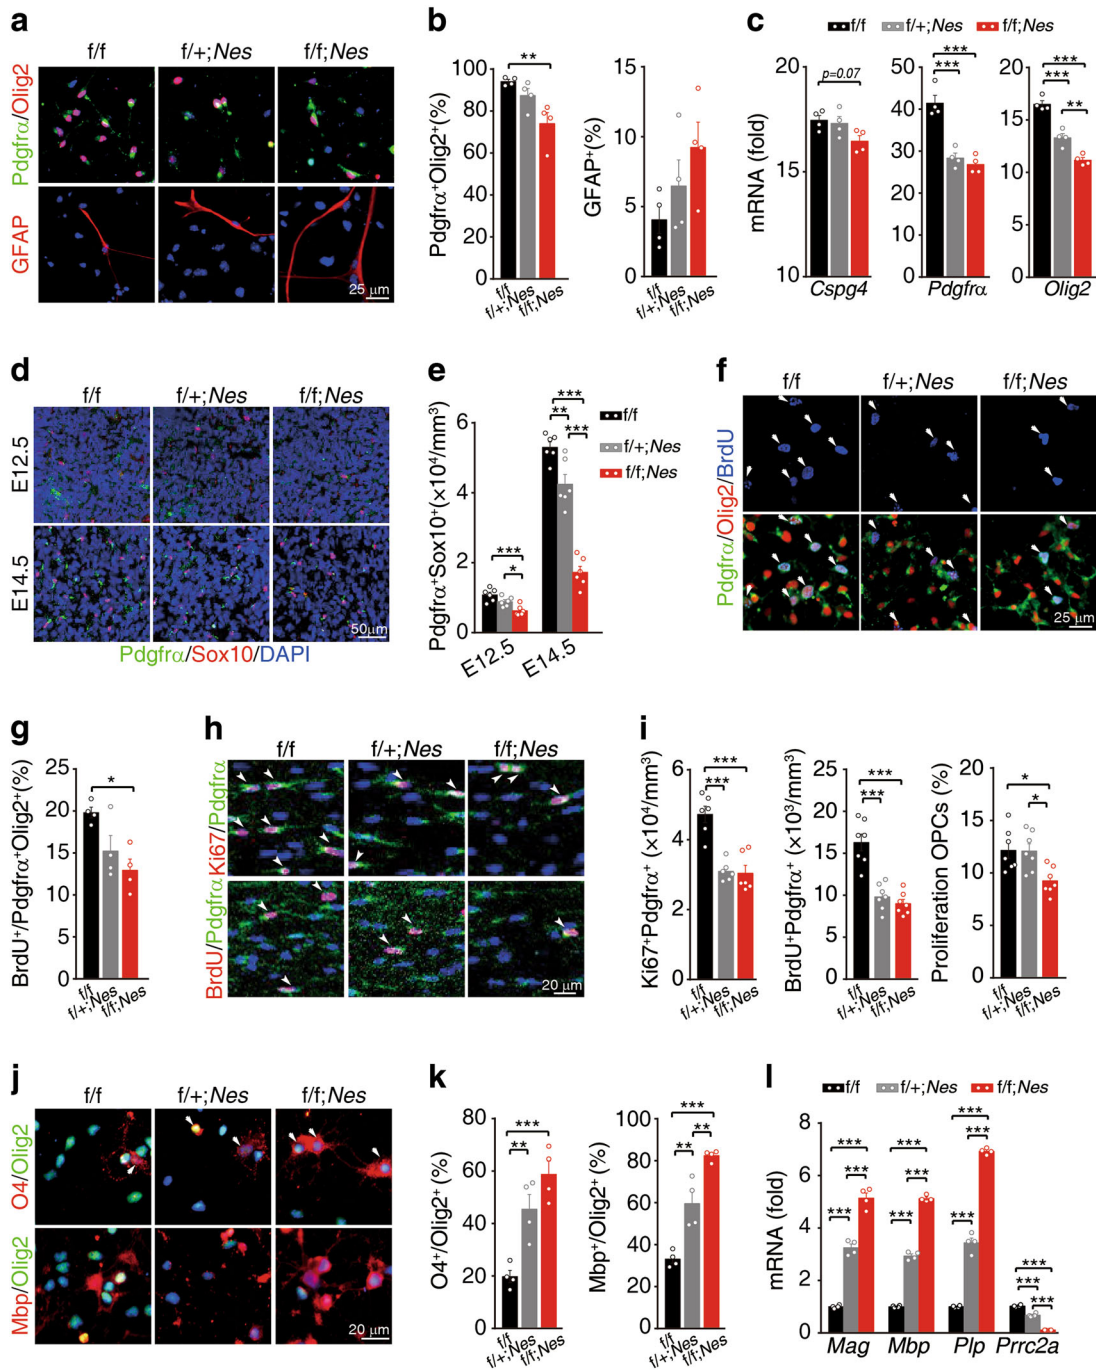 a
f/f
f/+;Nes
f/f;Nes
Pdgfrα/Olig2
GFAP
25 μm
b
Pdgfrα⁺Olig2⁺(%)
100
80
60
40
20
0
**
f/f
f/+;Nes
f/f;Nes
GFAP⁺(%)
15
10
5
0
f/f
f/+;Nes
f/f;Nes
c
f/f
f/+;Nes
f/f;Nes
mRNA (fold)
20
15
10
p=0.07
Cspg4
50
40
30
20
10
0
***
***
Pdgfrα
20
15
10
5
0
***
***
**
Olig2
d
f/f
f/+;Nes
f/f;Nes
E12.5
E14.5
50μm
Pdgfrα/Sox10/DAPI
e
Pdgfrα⁺Sox10⁺(×10⁴/mm³)
6
4
2
0
***
*
***
**
***
f/f
f/+;Nes
f/f;Nes
E12.5
E14.5
f
f/f
f/+;Nes
f/f;Nes
Pdgfrα/Olig2/BrdU
25 μm
g
BrdU⁺/Pdgfrα⁺Olig2⁺(%)
25
20
15
10
5
0
*
f/f
f/+;Nes
f/f;Nes
h
f/f
f/+;Nes
f/f;Nes
BrdU/Pdgfrα Ki67/Pdgfrα
20 μm
i
Ki67⁺Pdgfrα⁺ (×10⁴/mm³)
6
4
2
0
***
***
f/f
f/+;Nes
f/f;Nes
BrdU⁺Pdgfrα⁺ (×10³/mm³)
25
20
15
10
5
0
***
***
f/f
f/+;Nes
f/f;Nes
Proliferation OPCs (%)
20
15
10
5
0
*
*
f/f
f/+;Nes
f/f;Nes
j
f/f
f/+;Nes
f/f;Nes
O4/Olig2
Mbp/Olig2
20 μm
k
O4⁺/Olig2⁺(%)
80
60
40
20
0
***
**
f/f
f/+;Nes
f/f;Nes
Mbp⁺/Olig2⁺(%)
100
80
60
40
20
0
***
**
**
f/f
f/+;Nes
f/f;Nes
l
f/f
f/+;Nes
f/f;Nes
mRNA (fold)
8
6
4
2
0
***
***
***
***
***
***
***
***
***
***
***
***
Mag
Mbp
Plp
Prrc2a